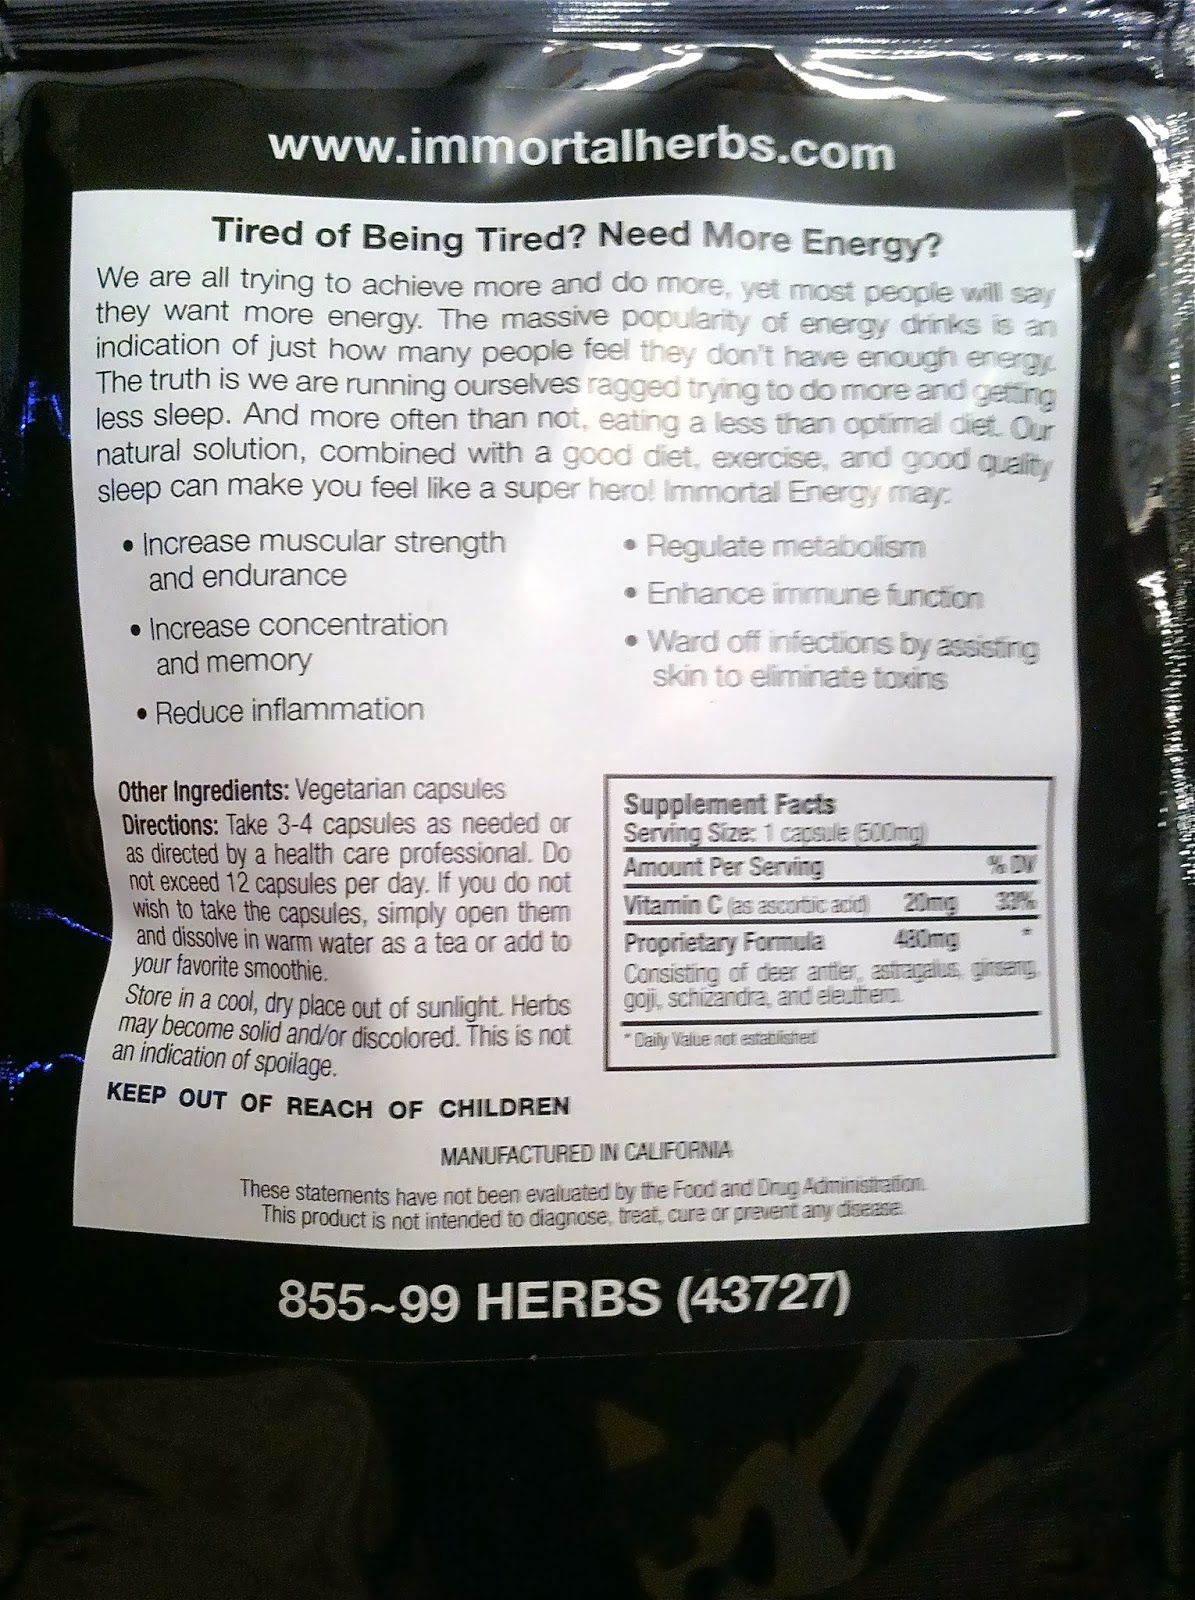 www.immortalherbs.com
Tired of Being Tired? Need More Energy?
We are all trying to achieve more and do more, yet most people will say
they want more energy. The massive popularity of energy drinks is an
indication of just how many people feel they don't have enough energy.
The truth is we are running ourselves ragged trying to do more and getting
less sleep. And more often than not, eating a less than optimal diet. Our
natural solution, combined with a good diet, exercise, and good quality
sleep can make you feel like a super hero! Immortal Energy may:
• Increase muscular strength
and endurance
• Increase concentration
and memory
• Reduce inflammation
• Regulate metabolism
• Enhance immune function
• Ward off infections by assisting
skin to eliminate toxins
Other Ingredients: Vegetarian capsules
Directions: Take 3-4 capsules as needed or
as directed by a health care professional. Do
not exceed 12 capsules per day. If you do not
wish to take the capsules, simply open them
and dissolve in warm water as a tea or add to
your favorite smoothie.
Store in a cool, dry place out of sunlight. Herbs
may become solid and/or discolored. This is not
an indication of spoilage.
KEEP OUT OF REACH OF CHILDREN
Supplement Facts
Serving Size: 1 capsule (500mg)
Amount Per Serving % DV
Vitamin C (as ascorbic acid) 20mg 33%
Proprietary Formula 480mg *
Consisting of deer antler, astragalus, ginseng,
goji, schizandra, and eleuthero.
* Daily Value not established
MANUFACTURED IN CALIFORNIA
These statements have not been evaluated by the Food and Drug Administration.
This product is not intended to diagnose, treat, cure or prevent any disease.
855~99 HERBS (43727)